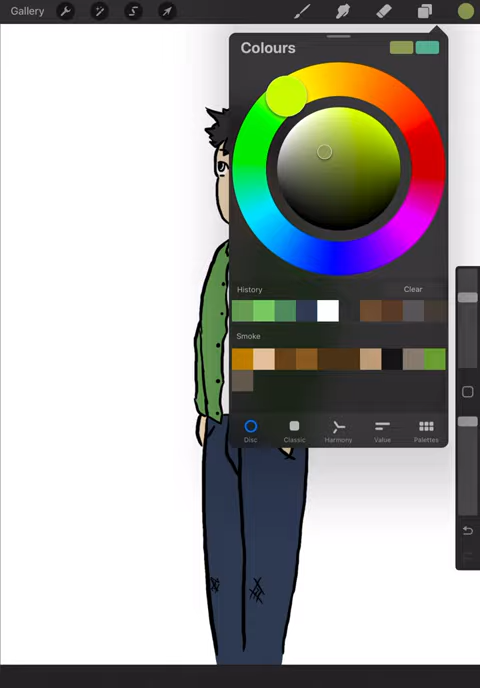 Gallery
Colours
History Clear
Smoke
Disc Classic Harmony Value Palettes